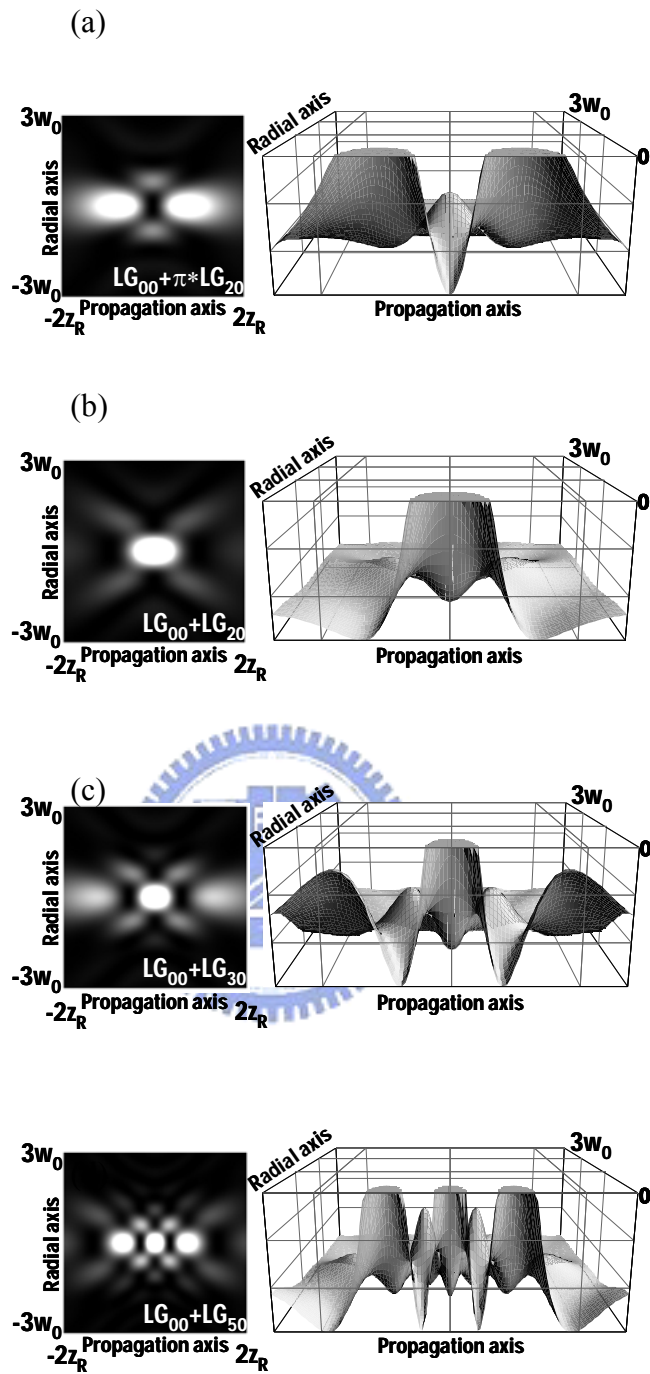 (a)
3w0
Radial axis
-3w0
LG00+π*LG20
-2zR
Propagation axis
2zR
Radial axis
3w0
0
Propagation axis
(b)
3w0
Radial axis
-3w0
LG00+LG20
-2zR
Propagation axis
2zR
Radial axis
3w0
0
Propagation axis
(c)
3w0
Radial axis
-3w0
LG00+LG30
-2zR
Propagation axis
2zR
Radial axis
3w0
0
Propagation axis
3w0
Radial axis
-3w0
LG00+LG50
-2zR
Propagation axis
2zR
Radial axis
3w0
0
Propagation axis